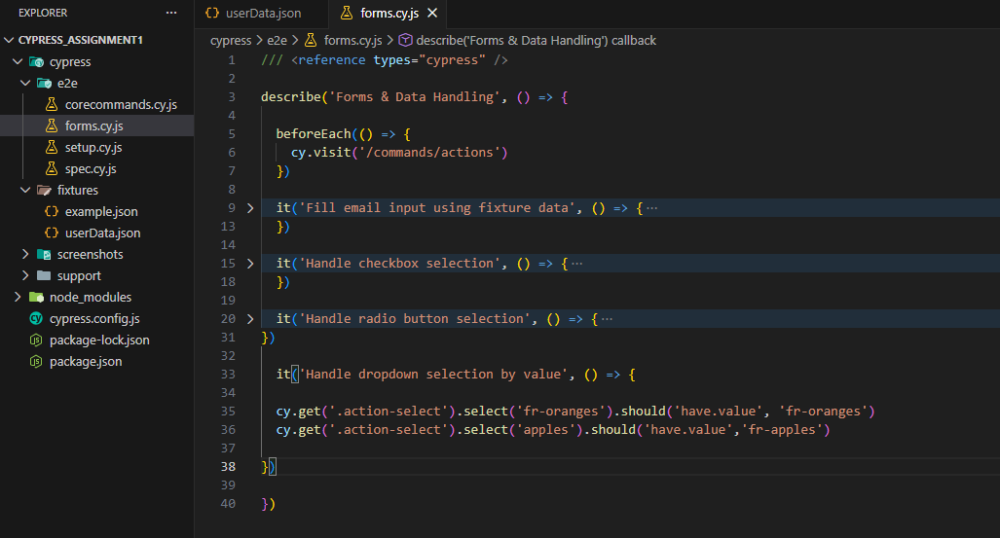 EXPLORER ···
CYPRESS_ASSIGNMENT1
cypress
e2e
corecommands.cy.js
forms.cy.js
setup.cy.js
spec.cy.js
fixtures
{} example.json
{} userData.json
screenshots
support
node_modules
cypress.config.js
package-lock.json
package.json
{} userData.json
forms.cy.js ×
cypress > e2e > forms.cy.js > describe('Forms & Data Handling') callback
1 /// <reference types="cypress" />
2
3 describe('Forms & Data Handling', () => {
4
5 beforeEach(() => {
6 cy.visit('/commands/actions')
7 })
8
9 it('Fill email input using fixture data', () => {···
13 })
14
15 it('Handle checkbox selection', () => {···
18 })
19
20 it('Handle radio button selection', () => {···
31 })
32
33 it('Handle dropdown selection by value', () => {
34
35 cy.get('.action-select').select('fr-oranges').should('have.value', 'fr-oranges')
36 cy.get('.action-select').select('apples').should('have.value','fr-apples')
37
38 })
39
40 })